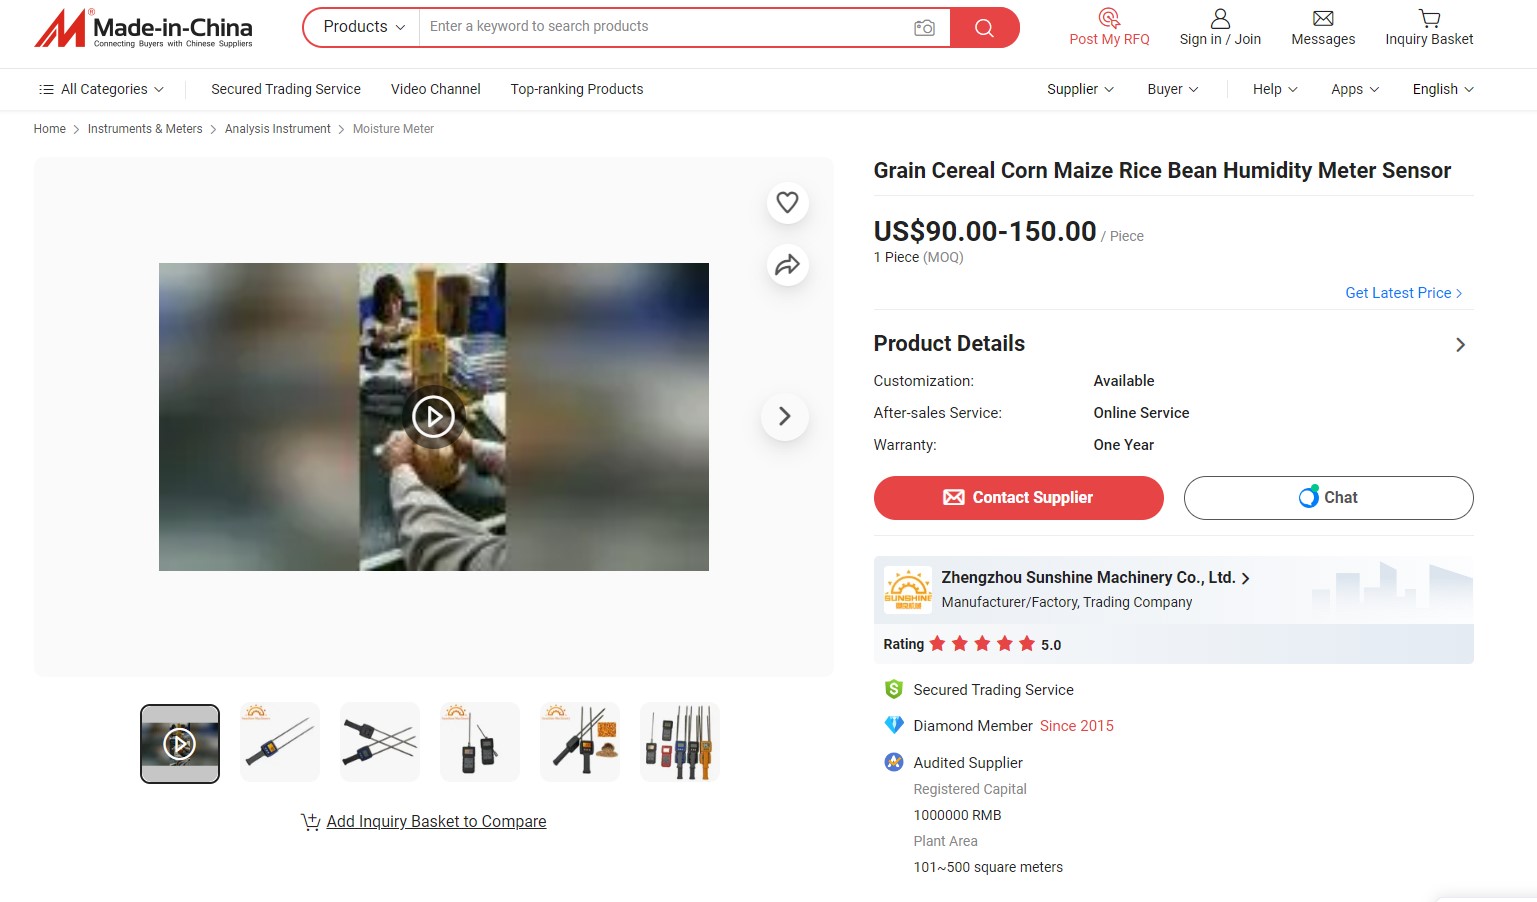 Made-in-China
®
Connecting Buyers with Chinese Suppliers
Products
Enter a keyword to search products
Post My RFQ
Sign in / Join
Messages
Inquiry Basket
All Categories
Secured Trading Service
Video Channel
Top-ranking Products
Supplier
Buyer
Help
Apps
English
Home
Instruments & Meters
Analysis Instrument
Moisture Meter
Grain Cereal Corn Maize Rice Bean Humidity Meter Sensor
US$90.00-150.00 / Piece
1 Piece (MOQ)
Get Latest Price
Product Details
Customization: Available
After-sales Service: Online Service
Warranty: One Year
Contact Supplier
Chat
SUNSHINE
Zhengzhou Sunshine Machinery Co., Ltd.
Manufacturer/Factory, Trading Company
Rating 5.0
Secured Trading Service
Diamond Member Since 2015
Audited Supplier
Registered Capital
1000000 RMB
Plant Area
101~500 square meters
Add Inquiry Basket to Compare